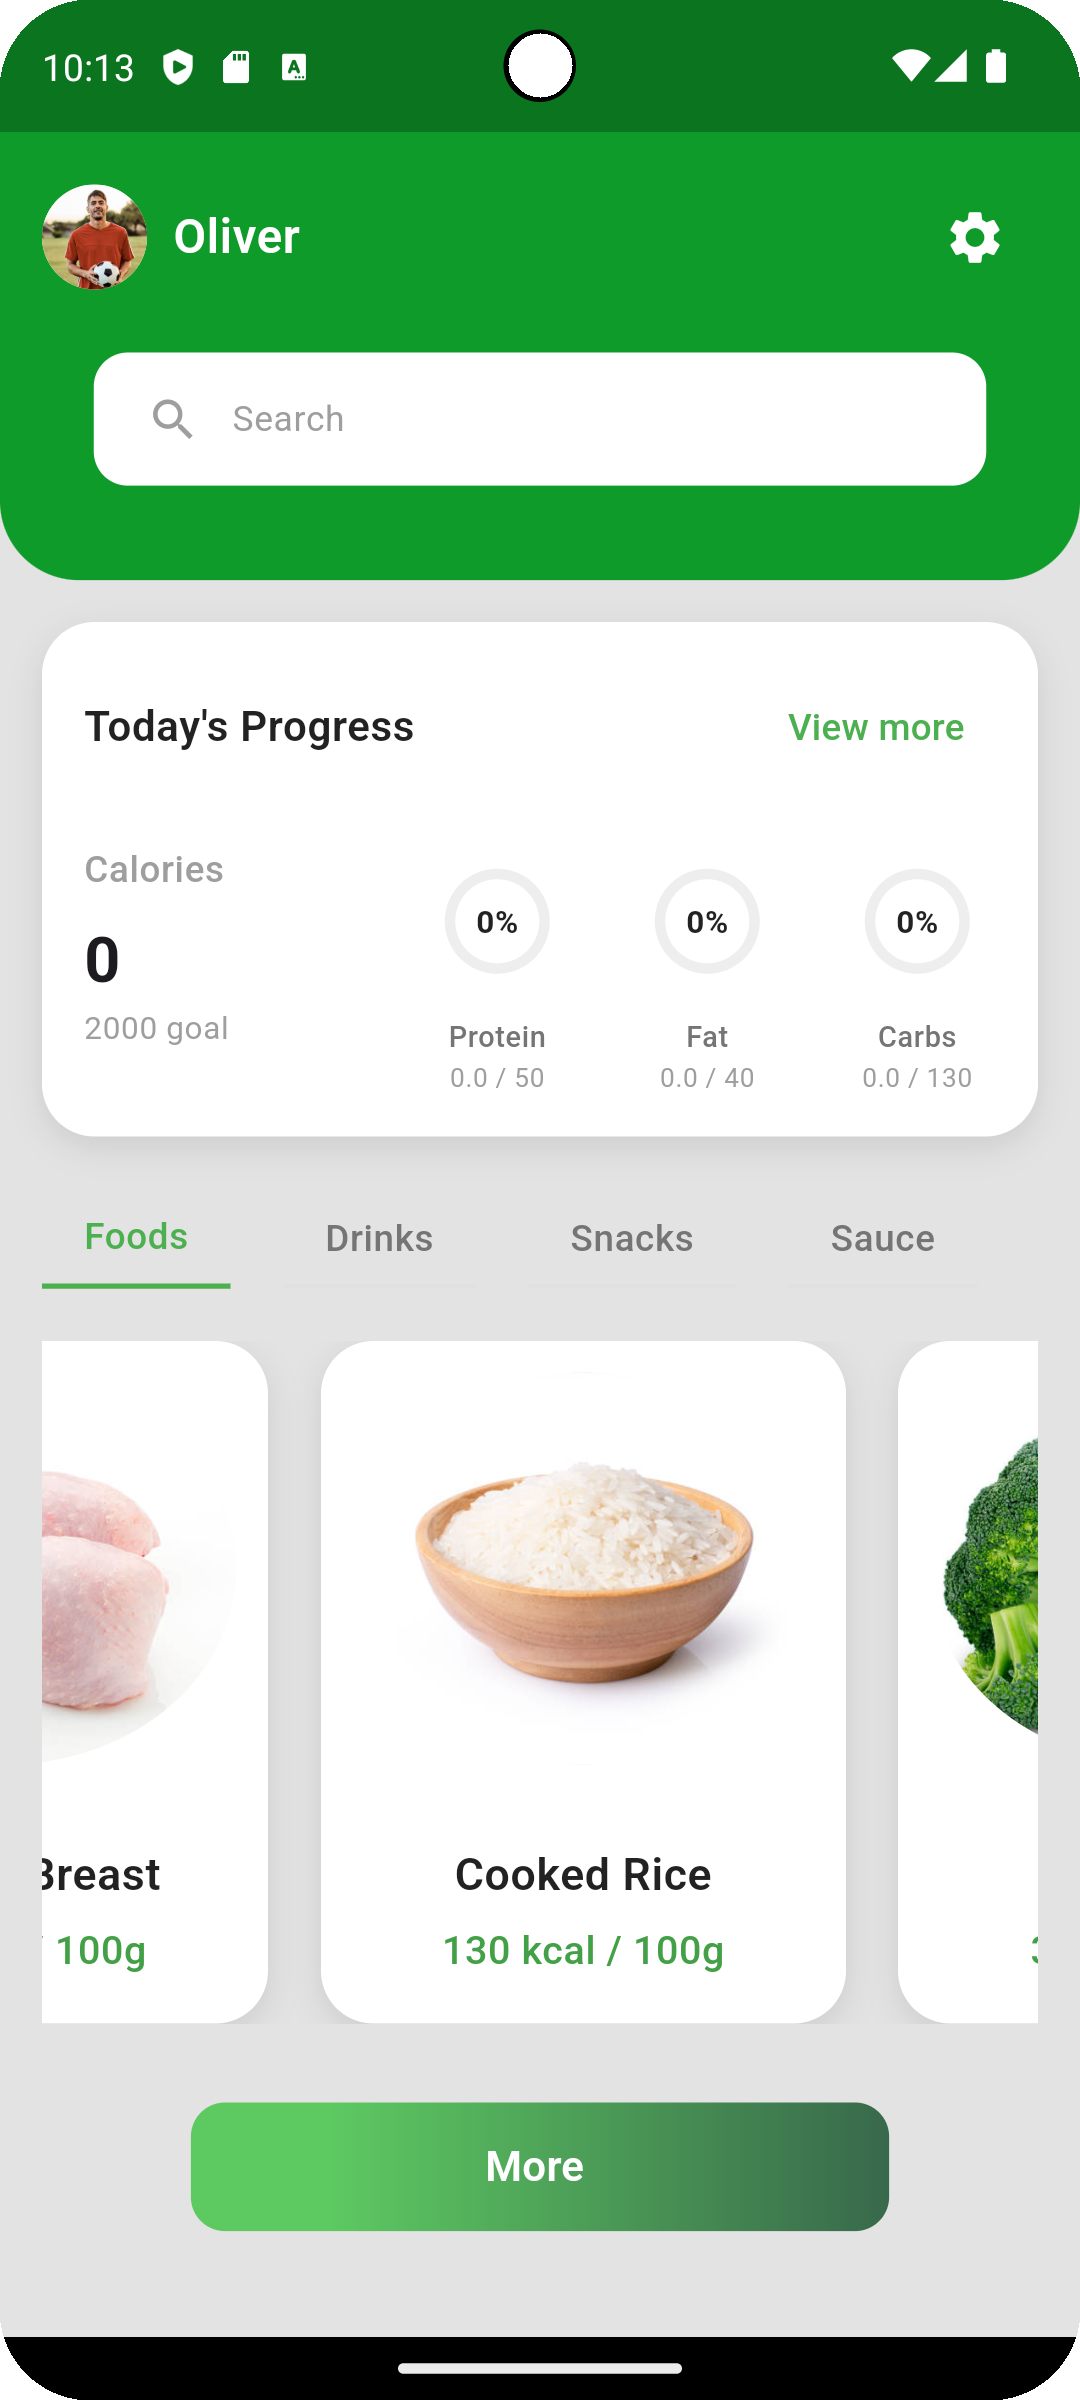 10:13
Oliver
Search
Today's Progress
View more
Calories
0
2000 goal
0%
0%
0%
Protein
Fat
Carbs
0.0 / 50
0.0 / 40
0.0 / 130
Foods
Drinks
Snacks
Sauce
Breast
/ 100g
Cooked Rice
130 kcal / 100g
More